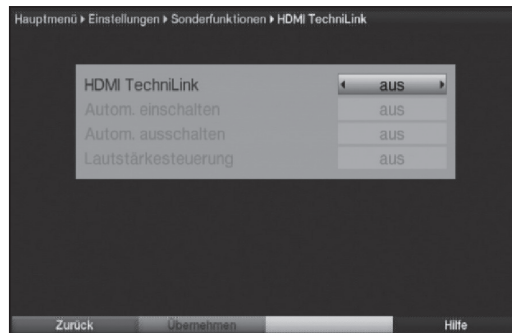 Hauptmenü ▸ Einstellungen ▸ Sonderfunktionen ▸ HDMI TechniLink
HDMI TechniLink aus
Autom. einschalten aus
Autom. ausschalten aus
Lautstärkesteuerung aus
Zurück Übernehmen Hilfe